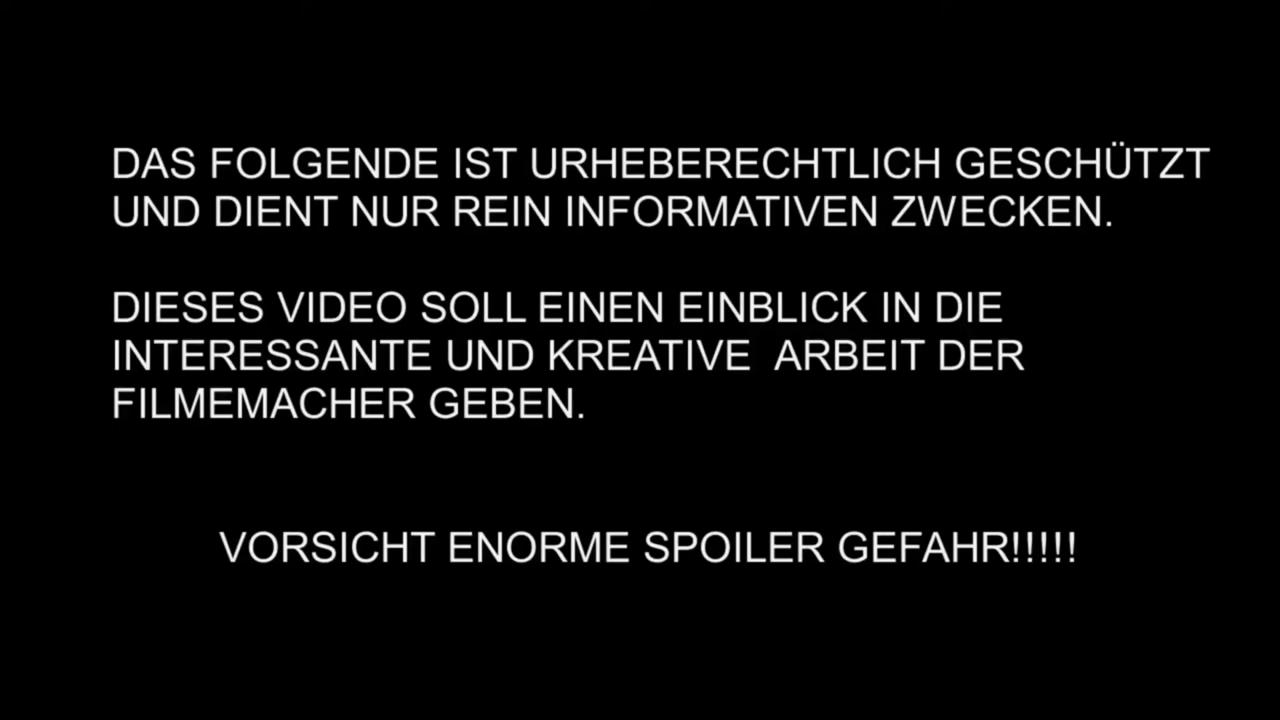 DAS FOLGENDE IST URHEBERECHTLICH GESCHÜTZT
UND DIENT NUR REIN INFORMATIVEN ZWECKEN.
DIESES VIDEO SOLL EINEN EINBLICK IN DIE
INTERESSANTE UND KREATIVE  ARBEIT DER
FILMEMACHER GEBEN.
VORSICHT ENORME SPOILER GEFAHR!!!!!